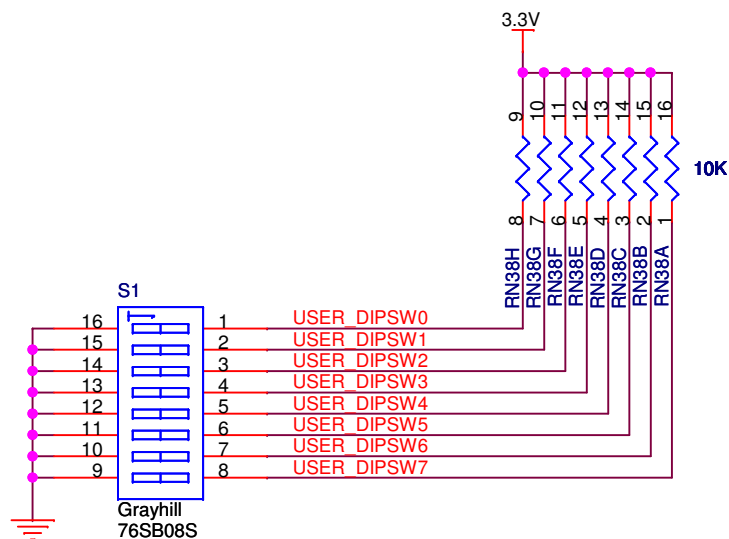 3.3V
9 10 11 12 13 14 15 16
10K
8 7 6 5 4 3 2 1
RN38H RN38G RN38F RN38E RN38D RN38C RN38B RN38A
S1
16 1 USER_DIPSW0
15 2 USER_DIPSW1
14 3 USER_DIPSW2
13 4 USER_DIPSW3
12 5 USER_DIPSW4
11 6 USER_DIPSW5
10 7 USER_DIPSW6
9 8 USER_DIPSW7
Grayhill
76SB08S